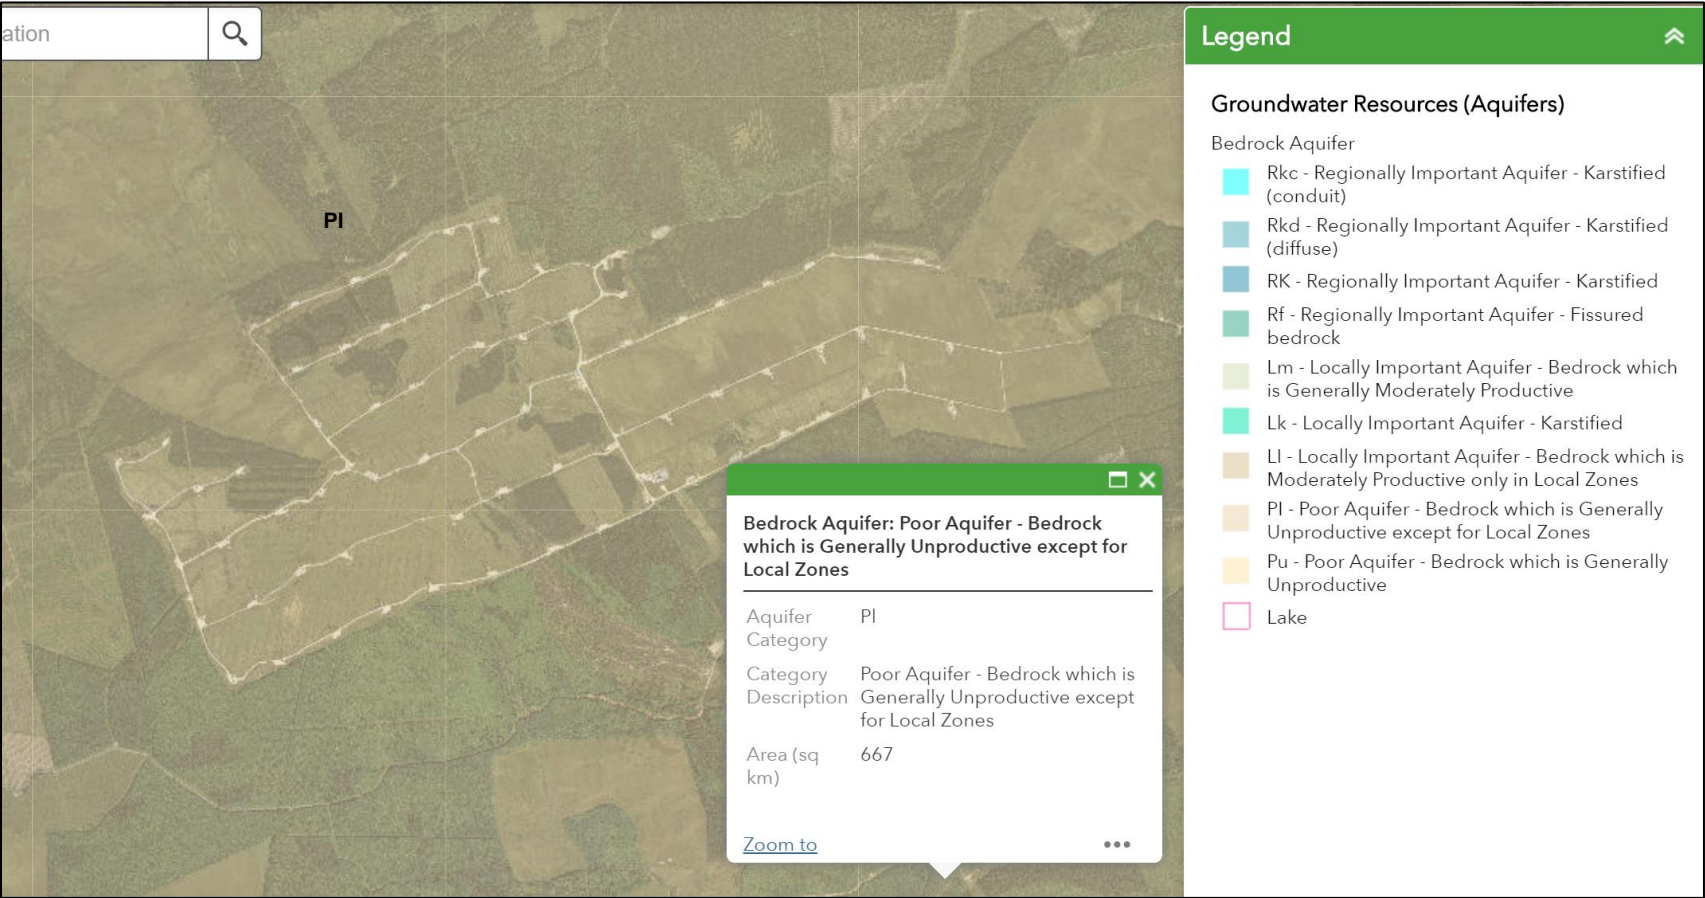 ation
Legend
Groundwater Resources (Aquifers)
Bedrock Aquifer
Rkc - Regionally Important Aquifer - Karstified
(conduit)
Rkd - Regionally Important Aquifer - Karstified
(diffuse)
RK - Regionally Important Aquifer - Karstified
Rf - Regionally Important Aquifer - Fissured
bedrock
Lm - Locally Important Aquifer - Bedrock which
is Generally Moderately Productive
Lk - Locally Important Aquifer - Karstified
Ll - Locally Important Aquifer - Bedrock which is
Moderately Productive only in Local Zones
Pl - Poor Aquifer - Bedrock which is Generally
Unproductive except for Local Zones
Pu - Poor Aquifer - Bedrock which is Generally
Unproductive
Lake
Pl
Bedrock Aquifer: Poor Aquifer - Bedrock
which is Generally Unproductive except for
Local Zones
Aquifer Category Pl
Category Description Poor Aquifer - Bedrock which is
Generally Unproductive except
for Local Zones
Area (sq km) 667
Zoom to